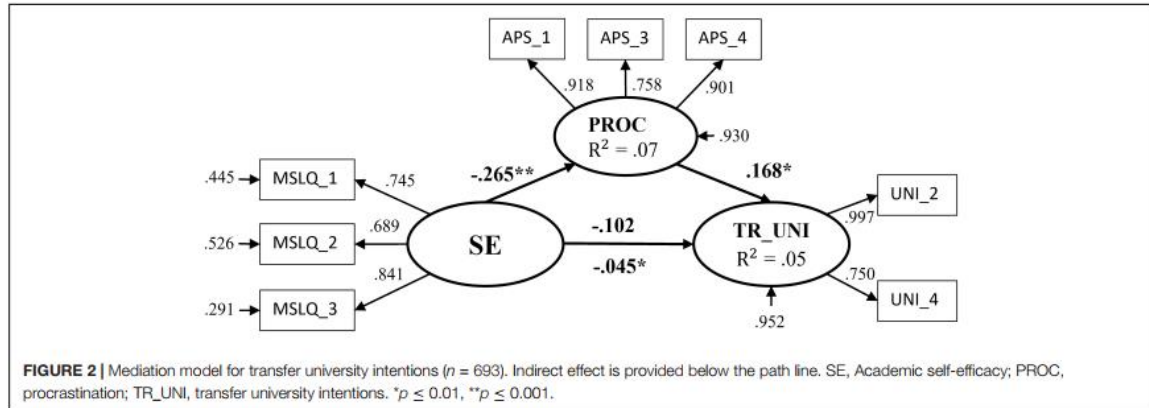 APS_1 APS_3 APS_4
.918 .758 .901
PROC
R² = .07
.930
-.265**
.168*
.445 MSLQ_1 .745
UNI_2
.997
.526 MSLQ_2 .689
SE
-.102
-.045*
TR_UNI
R² = .05
.841
.750
.291 MSLQ_3
UNI_4
.952
FIGURE 2 | Mediation model for transfer university intentions (n = 693). Indirect effect is provided below the path line. SE, Academic self-efficacy; PROC,
procrastination; TR_UNI, transfer university intentions. *p ≤ 0.01, **p ≤ 0.001.